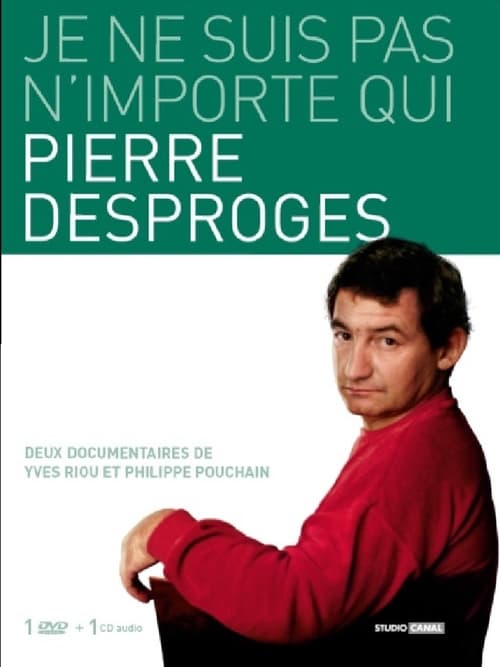 JE NE SUIS PAS
N'IMPORTE QUI
PIERRE
DESPROGES
DEUX DOCUMENTAIRES DE
YVES RIOU ET PHILIPPE POUCHAIN
1 DVD + 1 CD audio
STUDIO CANAL